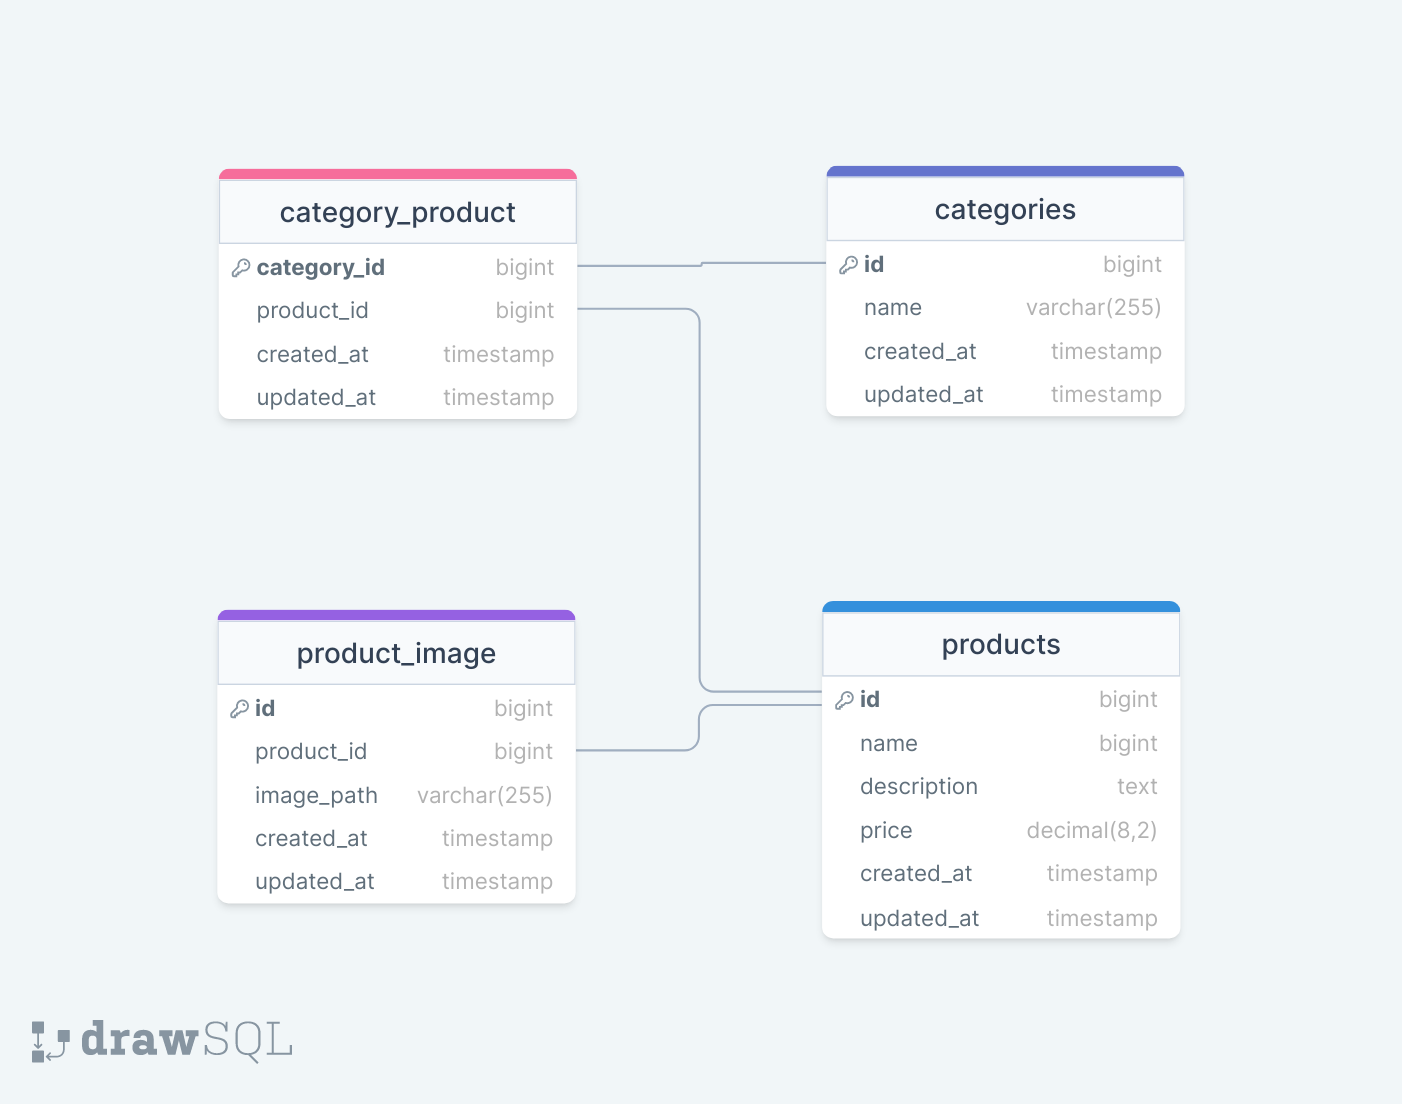 category_product
category_id bigint
product_id bigint
created_at timestamp
updated_at timestamp
categories
id bigint
name varchar(255)
created_at timestamp
updated_at timestamp
product_image
id bigint
product_id bigint
image_path varchar(255)
created_at timestamp
updated_at timestamp
products
id bigint
name bigint
description text
price decimal(8,2)
created_at timestamp
updated_at timestamp
drawSQL